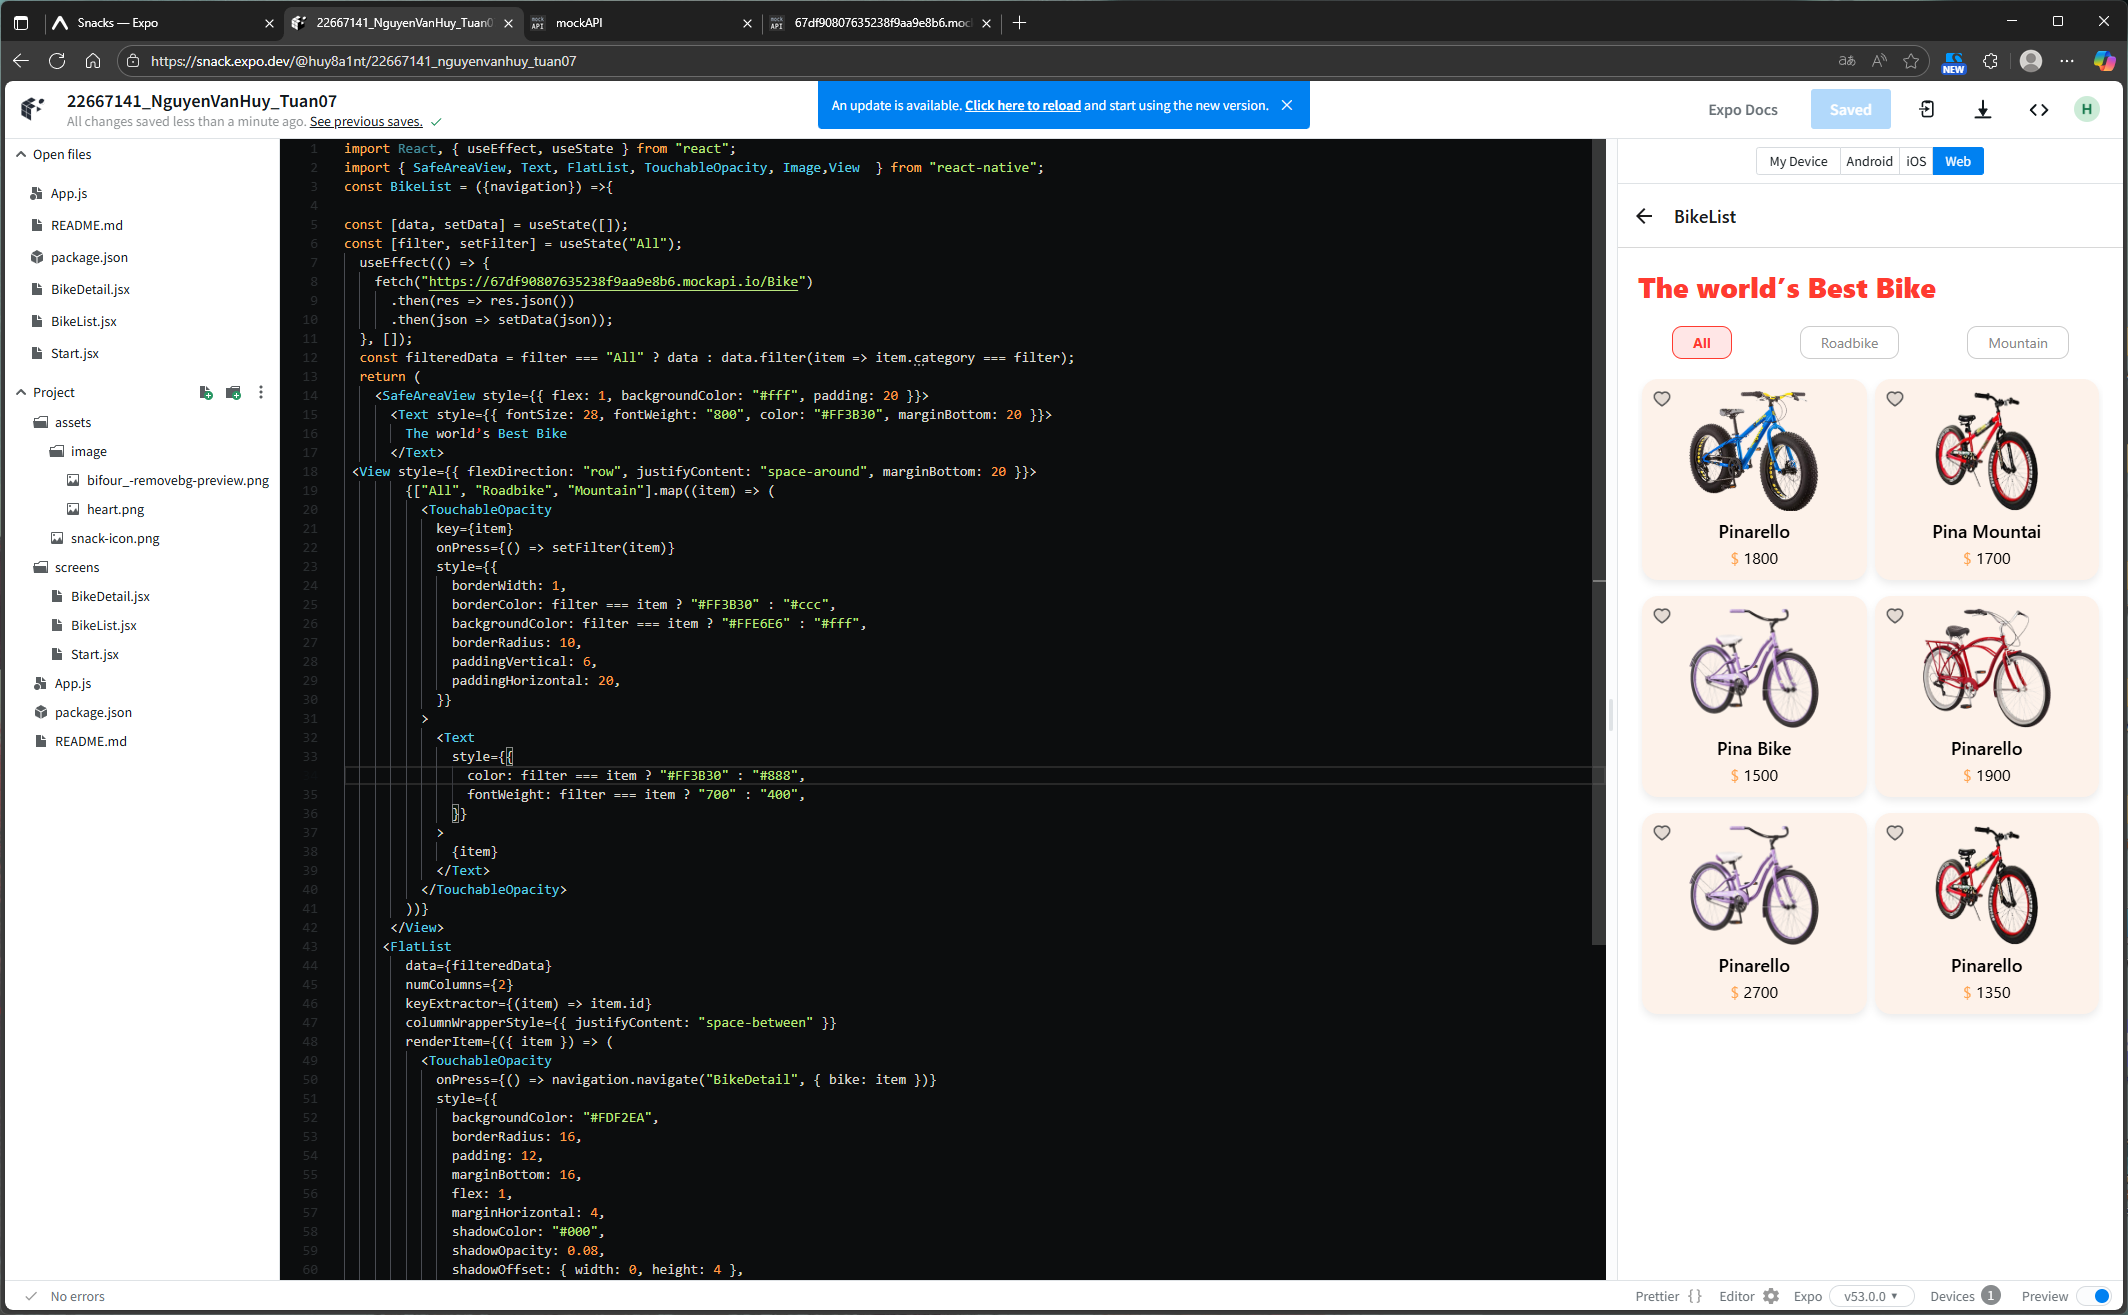 Snacks — Expo
22667141_NguyenVanHuy_Tuan0
mockAPI
67df90807635238f9aa9e8b6.moc
https://snack.expo.dev/@huy8a1nt/22667141_nguyenvanhuy_tuan07
NEW
22667141_NguyenVanHuy_Tuan07
All changes saved less than a minute ago. See previous saves.
An update is available. Click here to reload and start using the new version.
Expo Docs
Saved
H
Open files
App.js
README.md
package.json
BikeDetail.jsx
BikeList.jsx
Start.jsx
Project
assets
image
bifour_-removebg-preview.png
heart.png
snack-icon.png
screens
BikeDetail.jsx
BikeList.jsx
Start.jsx
App.js
package.json
README.md
1 import React, { useEffect, useState } from "react";
2 import { SafeAreaView, Text, FlatList, TouchableOpacity, Image,View  } from "react-native";
3 const BikeList = ({navigation}) =>{
4
5 const [data, setData] = useState([]);
6 const [filter, setFilter] = useState("All");
7 useEffect(() => {
8 fetch("https://67df90807635238f9aa9e8b6.mockapi.io/Bike")
9 .then(res => res.json())
10 .then(json => setData(json));
11 }, []);
12 const filteredData = filter === "All" ? data : data.filter(item => item.category === filter);
13 return (
14 <SafeAreaView style={{ flex: 1, backgroundColor: "#fff", padding: 20 }}>
15 <Text style={{ fontSize: 28, fontWeight: "800", color: "#FF3B30", marginBottom: 20 }}>
16 The world’s Best Bike
17 </Text>
18 <View style={{ flexDirection: "row", justifyContent: "space-around", marginBottom: 20 }}>
19 {["All", "Roadbike", "Mountain"].map((item) => (
20 <TouchableOpacity
21 key={item}
22 onPress={() => setFilter(item)}
23 style={{
24 borderWidth: 1,
25 borderColor: filter === item ? "#FF3B30" : "#ccc",
26 backgroundColor: filter === item ? "#FFE6E6" : "#fff",
27 borderRadius: 10,
28 paddingVertical: 6,
29 paddingHorizontal: 20,
30 }}
31 >
32 <Text
33 style={{
color: filter === item ? "#FF3B30" : "#888",
35 fontWeight: filter === item ? "700" : "400",
36 }}
37 >
38 {item}
39 </Text>
40 </TouchableOpacity>
41 ))}
42 </View>
43 <FlatList
44 data={filteredData}
45 numColumns={2}
46 keyExtractor={(item) => item.id}
47 columnWrapperStyle={{ justifyContent: "space-between" }}
48 renderItem={({ item }) => (
49 <TouchableOpacity
50 onPress={() => navigation.navigate("BikeDetail", { bike: item })}
51 style={{
52 backgroundColor: "#FDF2EA",
53 borderRadius: 16,
54 padding: 12,
55 marginBottom: 16,
56 flex: 1,
57 marginHorizontal: 4,
58 shadowColor: "#000",
59 shadowOpacity: 0.08,
60 shadowOffset: { width: 0, height: 4 },
My Device
Android
iOS
Web
BikeList
The world’s Best Bike
All
Roadbike
Mountain
Pinarello
$ 1800
Pina Mountai
$ 1700
Pina Bike
$ 1500
Pinarello
$ 1900
Pinarello
$ 2700
Pinarello
$ 1350
No errors
Prettier { }
Editor
Expo
v53.0.0
Devices 1
Preview